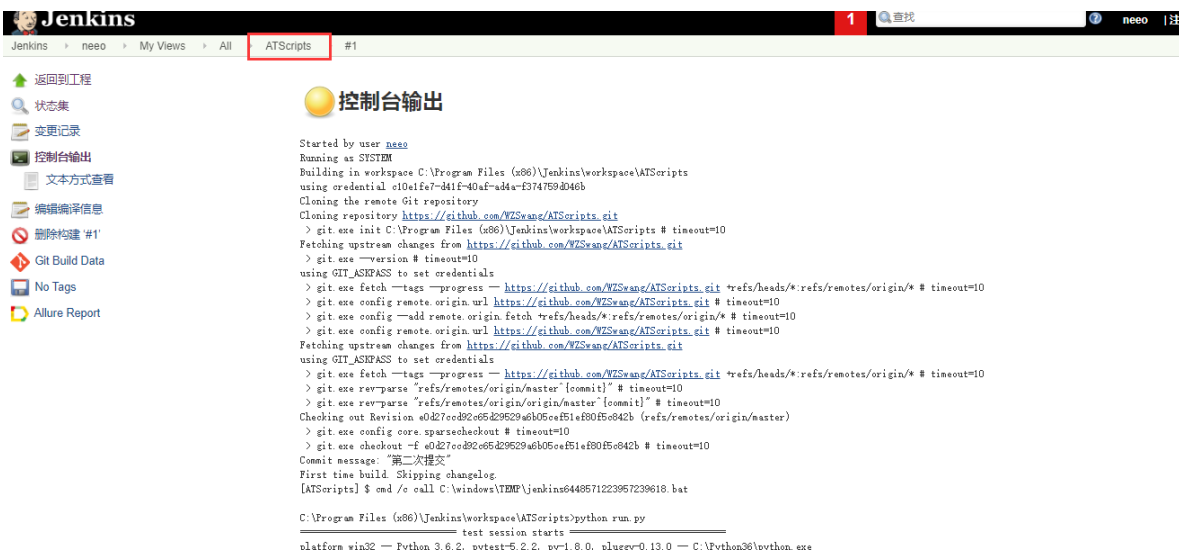 Jenkins
1 查找 neeo |注
Jenkins neeo My Views All ATScripts #1
返回到工程
状态集
变更记录
控制台输出
文本方式查看
编辑编译信息
删除构建 '#1'
Git Build Data
No Tags
Allure Report
控制台输出
Started by user neeo
Running as SYSTEM
Building in workspace C:\Program Files (x86)\Jenkins\workspace\ATScripts
using credential c10e1fe7-d41f-40af-ad4a-f374759d046b
Cloning the remote Git repository
Cloning repository https://github.com/WZSwang/ATScripts.git
> git.exe init C:\Program Files (x86)\Jenkins\workspace\ATScripts # timeout=10
Fetching upstream changes from https://github.com/WZSwang/ATScripts.git
> git.exe --version # timeout=10
using GIT_ASKPASS to set credentials
> git.exe fetch --tags --progress -- https://github.com/WZSwang/ATScripts.git +refs/heads/*:refs/remotes/origin/* # timeout=10
> git.exe config remote.origin.url https://github.com/WZSwang/ATScripts.git # timeout=10
> git.exe config --add remote.origin.fetch +refs/heads/*:refs/remotes/origin/* # timeout=10
> git.exe config remote.origin.url https://github.com/WZSwang/ATScripts.git # timeout=10
Fetching upstream changes from https://github.com/WZSwang/ATScripts.git
using GIT_ASKPASS to set credentials
> git.exe fetch --tags --progress -- https://github.com/WZSwang/ATScripts.git +refs/heads/*:refs/remotes/origin/* # timeout=10
> git.exe rev-parse "refs/remotes/origin/master^{commit}" # timeout=10
> git.exe rev-parse "refs/remotes/origin/origin/master^{commit}" # timeout=10
Checking out Revision e0d27ccd92c65d29529a6b05cef51ef80f5c842b (refs/remotes/origin/master)
> git.exe config core.sparsecheckout # timeout=10
> git.exe checkout -f e0d27ccd92c65d29529a6b05cef51ef80f5c842b # timeout=10
Commit message: "第二次提交"
First time build. Skipping changelog.
[ATScripts] $ cmd /c call C:\windows\TEMP\jenkins6448571223957239618.bat
C:\Program Files (x86)\Jenkins\workspace\ATScripts>python run.py
============================= test session starts =============================
platform win32 -- Python 3.6.2, pytest-5.2.2, py-1.8.0, pluggy-0.13.0 -- C:\Python36\python.exe